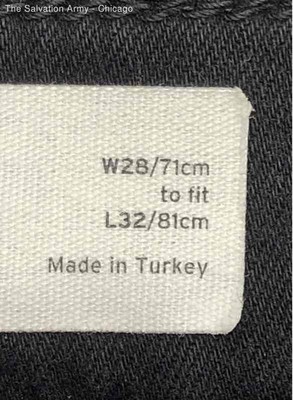 The Salvation Army - Chicago
W28/71cm
to fit
L32/81cm
Made in Turkey